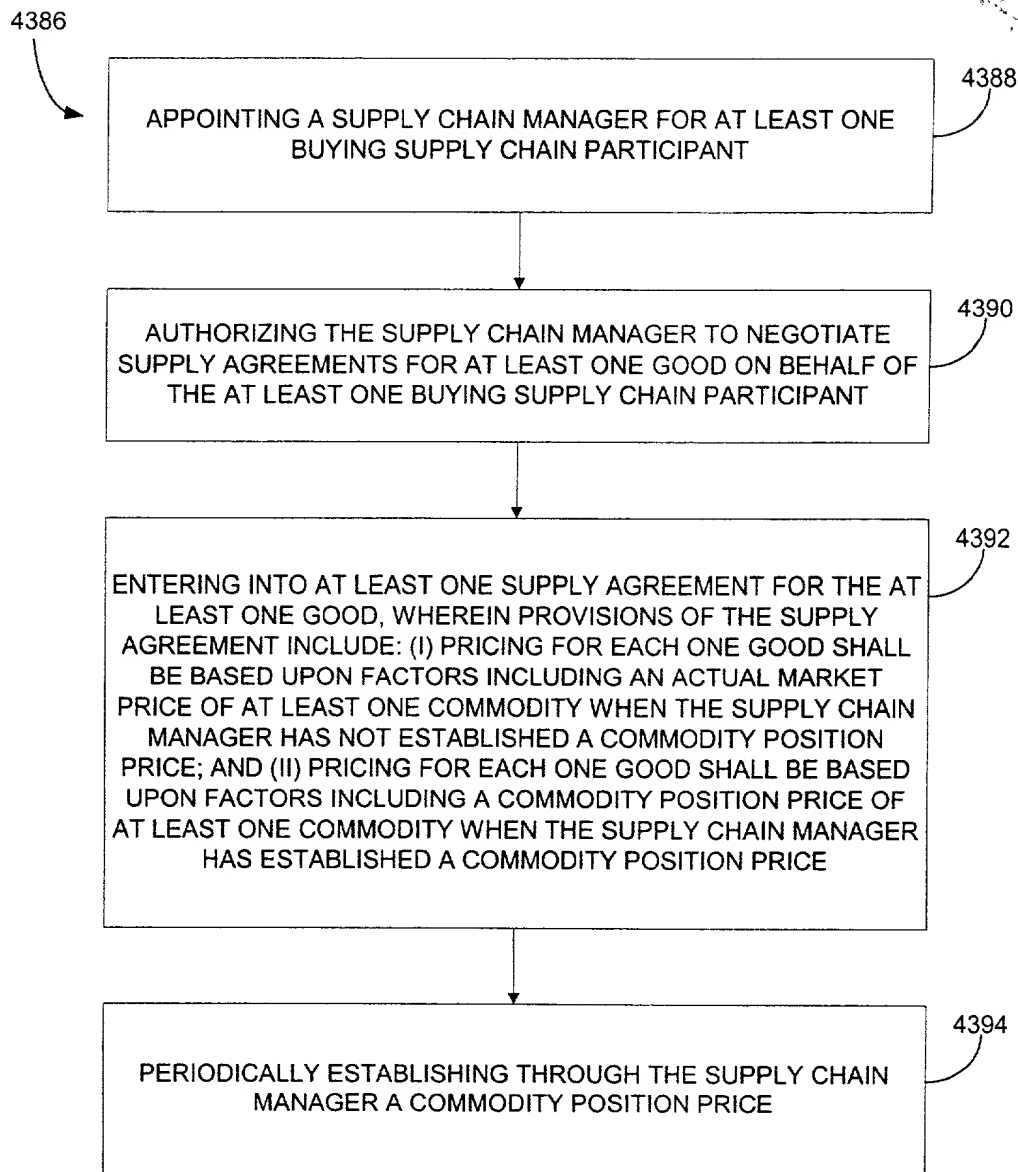 4386
4388
APPOINTING A SUPPLY CHAIN MANAGER FOR AT LEAST ONE
BUYING SUPPLY CHAIN PARTICIPANT
4390
AUTHORIZING THE SUPPLY CHAIN MANAGER TO NEGOTIATE
SUPPLY AGREEMENTS FOR AT LEAST ONE GOOD ON BEHALF OF
THE AT LEAST ONE BUYING SUPPLY CHAIN PARTICIPANT
4392
ENTERING INTO AT LEAST ONE SUPPLY AGREEMENT FOR THE AT
LEAST ONE GOOD, WHEREIN PROVISIONS OF THE SUPPLY
AGREEMENT INCLUDE: (I) PRICING FOR EACH ONE GOOD SHALL
BE BASED UPON FACTORS INCLUDING AN ACTUAL MARKET
PRICE OF AT LEAST ONE COMMODITY WHEN THE SUPPLY CHAIN
MANAGER HAS NOT ESTABLISHED A COMMODITY POSITION
PRICE; AND (II) PRICING FOR EACH ONE GOOD SHALL BE BASED
UPON FACTORS INCLUDING A COMMODITY POSITION PRICE OF
AT LEAST ONE COMMODITY WHEN THE SUPPLY CHAIN MANAGER
HAS ESTABLISHED A COMMODITY POSITION PRICE
4394
PERIODICALLY ESTABLISHING THROUGH THE SUPPLY CHAIN
MANAGER A COMMODITY POSITION PRICE